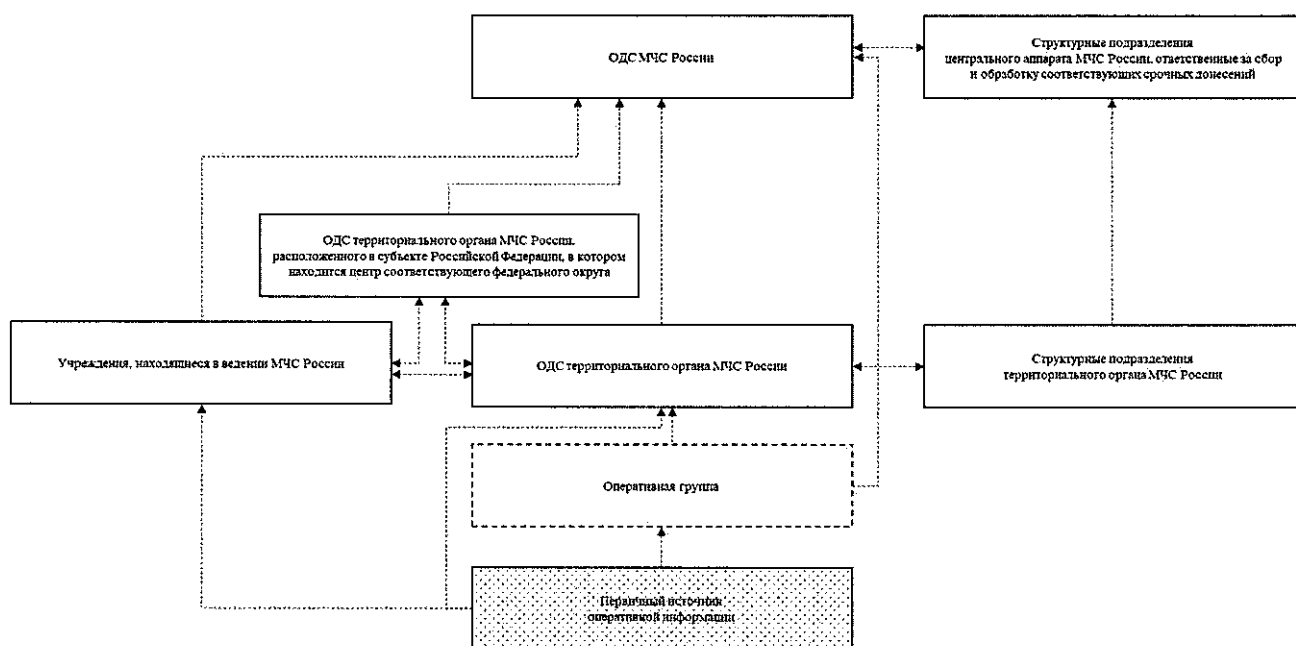 ОДС МЧС России
Структурные подразделения
центрального аппарата МЧС России, ответственные за сбор
и обработку соответствующих срочных донесений
ОДС территориального органа МЧС России,
расположенного в субъекте Российской Федерации, в котором
находится центр соответствующего федерального округа
Учреждения, находящиеся в ведении МЧС России
ОДС территориального органа МЧС России
Структурные подразделения
территориального органа МЧС России
Оперативная группа
Первичный источник
оперативной информации